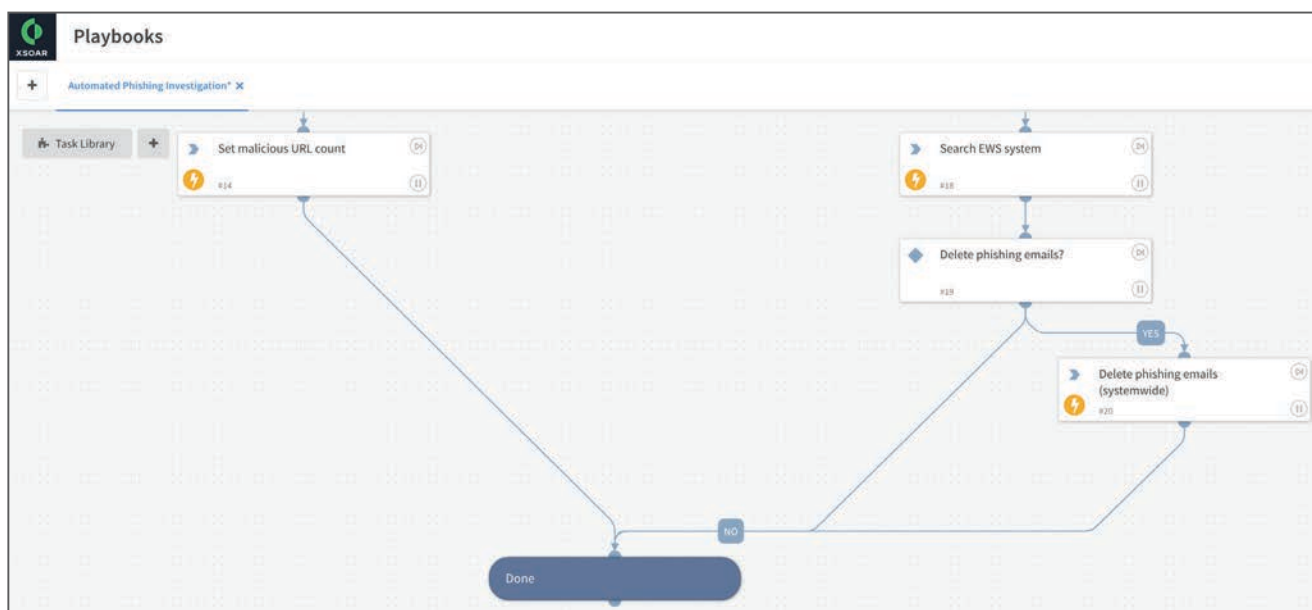 XSOAR
Playbooks
+
Automated Phishing Investigation* ×
Task Library
+
Set malicious URL count
#14
Search EWS system
#18
Delete phishing emails?
#19
YES
Delete phishing emails
(systemwide)
#20
NO
Done